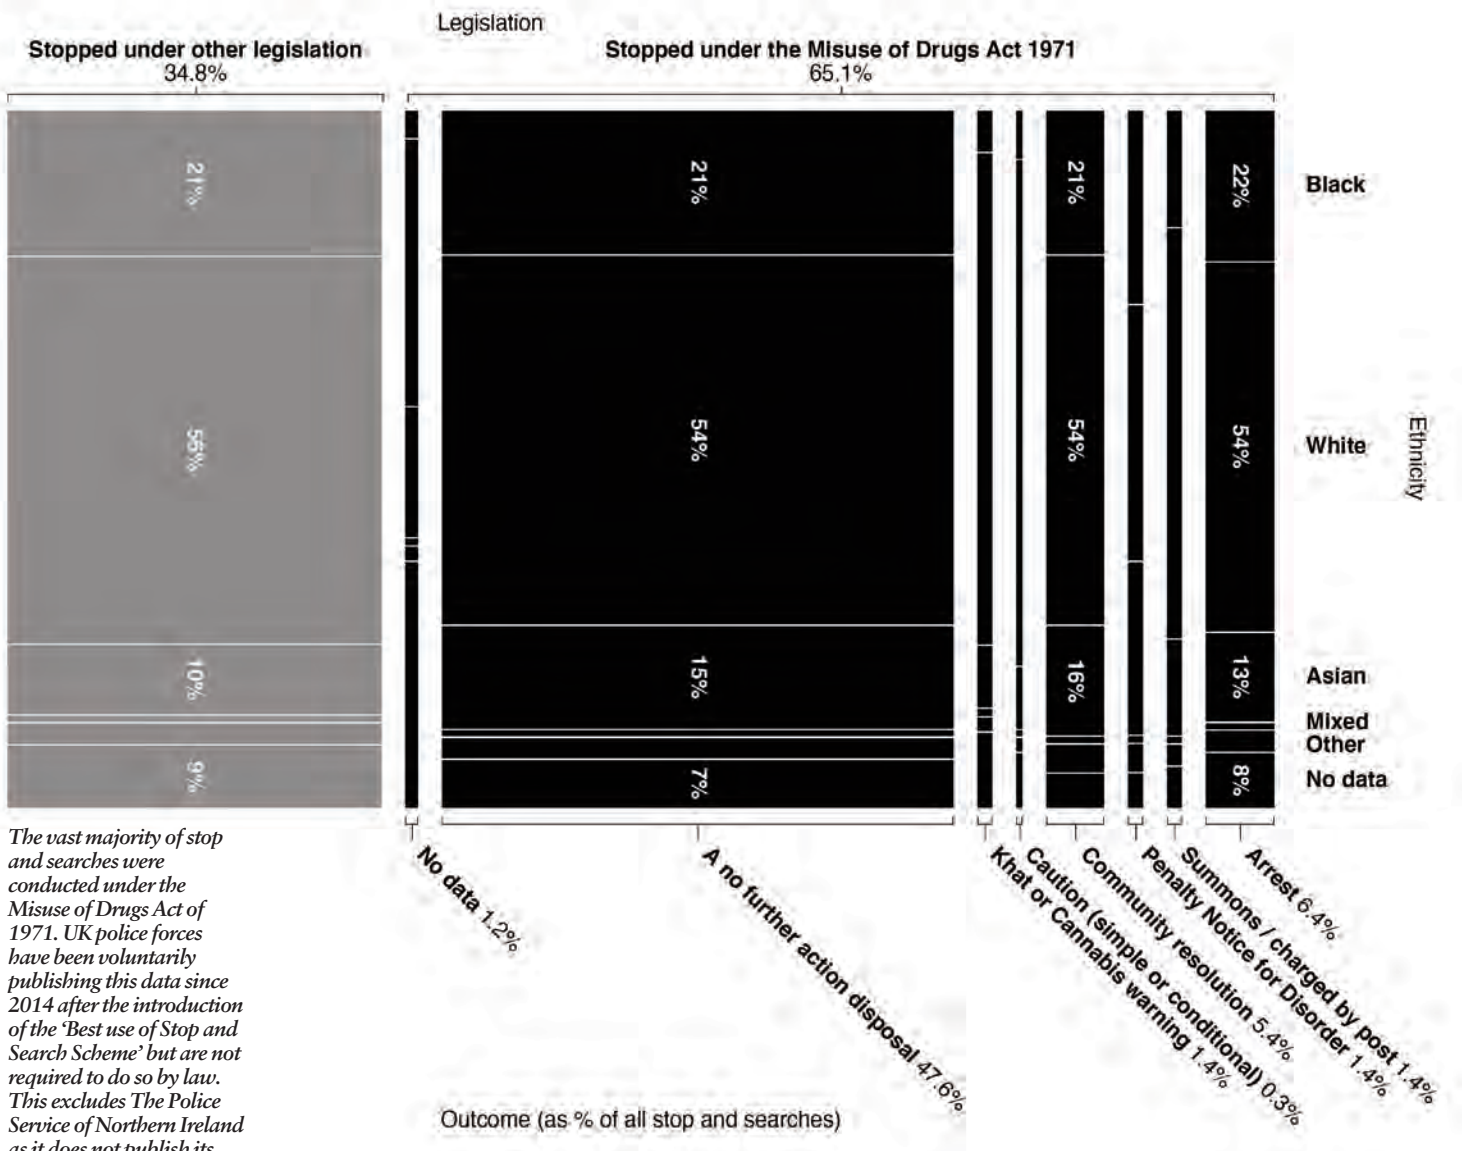 Legislation
Stopped under other legislation
34.8%
Stopped under the Misuse of Drugs Act 1971
65.1%
21%
21%
21%
22%
Black
55%
54%
54%
54%
White
Ethnicity
10%
15%
16%
13%
Asian
Mixed
Other
9%
7%
8%
No data
No data 1.2%
A no further action disposal 47.6%
Khat or Cannabis warning 1.4%
Caution (simple or conditional) 0.3%
Community resolution 5.4%
Penalty Notice for Disorder 1.4%
Summons / charged by post 1.4%
Arrest 6.4%
Outcome (as % of all stop and searches)
The vast majority of stop
and searches were
conducted under the
Misuse of Drugs Act of
1971. UK police forces
have been voluntarily
publishing this data since
2014 after the introduction
of the ‘Best use of Stop and
Search Scheme’ but are not
required to do so by law.
This excludes The Police
Service of Northern Ireland
as it does not publish its